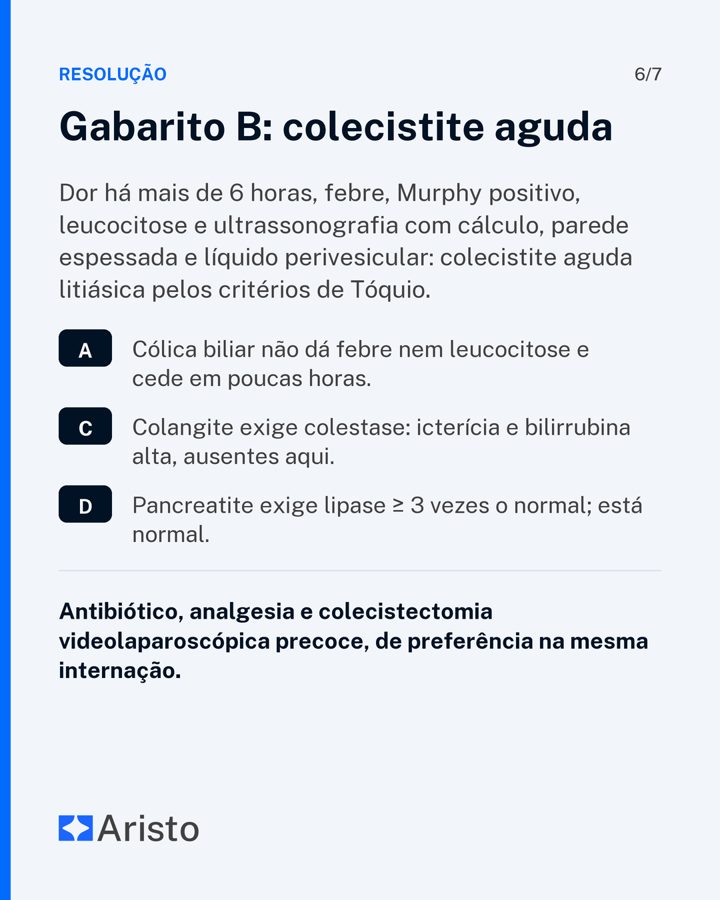 RESOLUÇÃO 6/7
Gabarito B: colecistite aguda
Dor há mais de 6 horas, febre, Murphy positivo,
leucocitose e ultrassonografia com cálculo, parede
espessada e líquido perivesicular: colecistite aguda
litiásica pelos critérios de Tóquio.
A Cólica biliar não dá febre nem leucocitose e
cede em poucas horas.
C Colangite exige colestase: icterícia e bilirrubina
alta, ausentes aqui.
D Pancreatite exige lipase ≥ 3 vezes o normal; está
normal.
Antibiótico, analgesia e colecistectomia
videolaparoscópica precoce, de preferência na mesma
internação.
Aristo